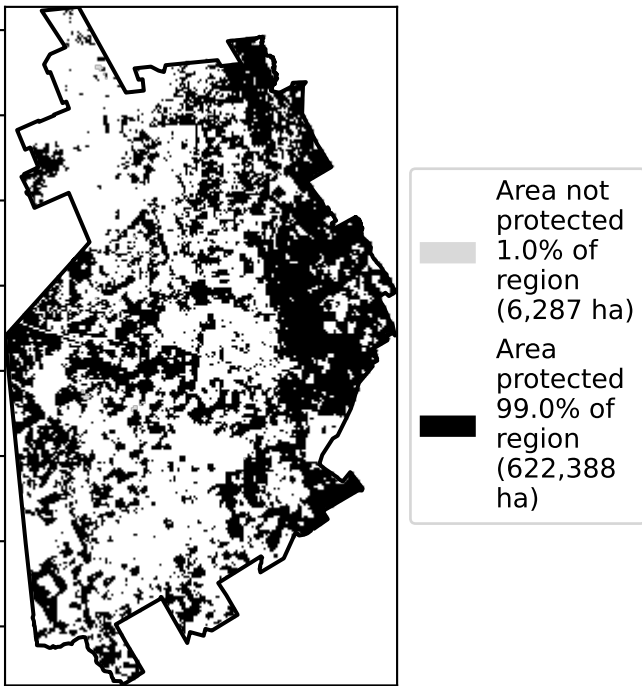 Area not
protected
1.0% of
region
(6,287 ha)
Area
protected
99.0% of
region
(622,388
ha)